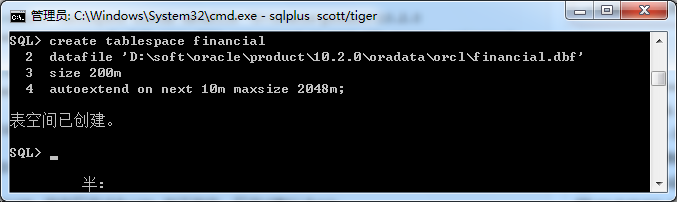 管理员: C:\Windows\System32\cmd.exe - sqlplus  scott/tiger
SQL> create tablespace financial
  2  datafile 'D:\soft\oracle\product\10.2.0\oradata\orcl\financial.dbf'
  3  size 200m
  4  autoextend on next 10m maxsize 2048m;
表空间已创建。
SQL> _
半: